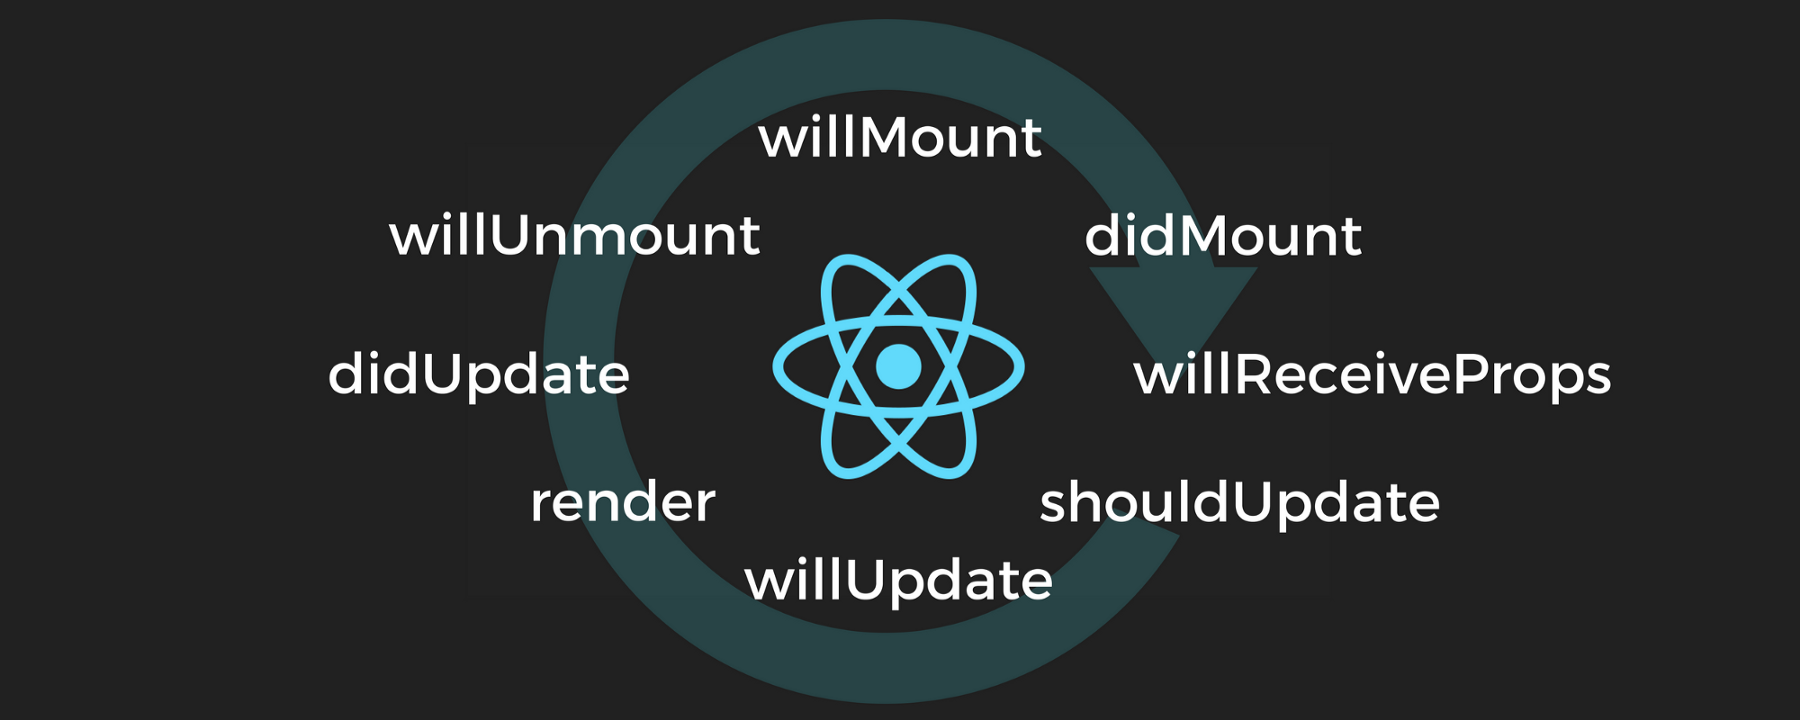 willMount
willUnmount
didMount
didUpdate
willReceiveProps
render
shouldUpdate
willUpdate